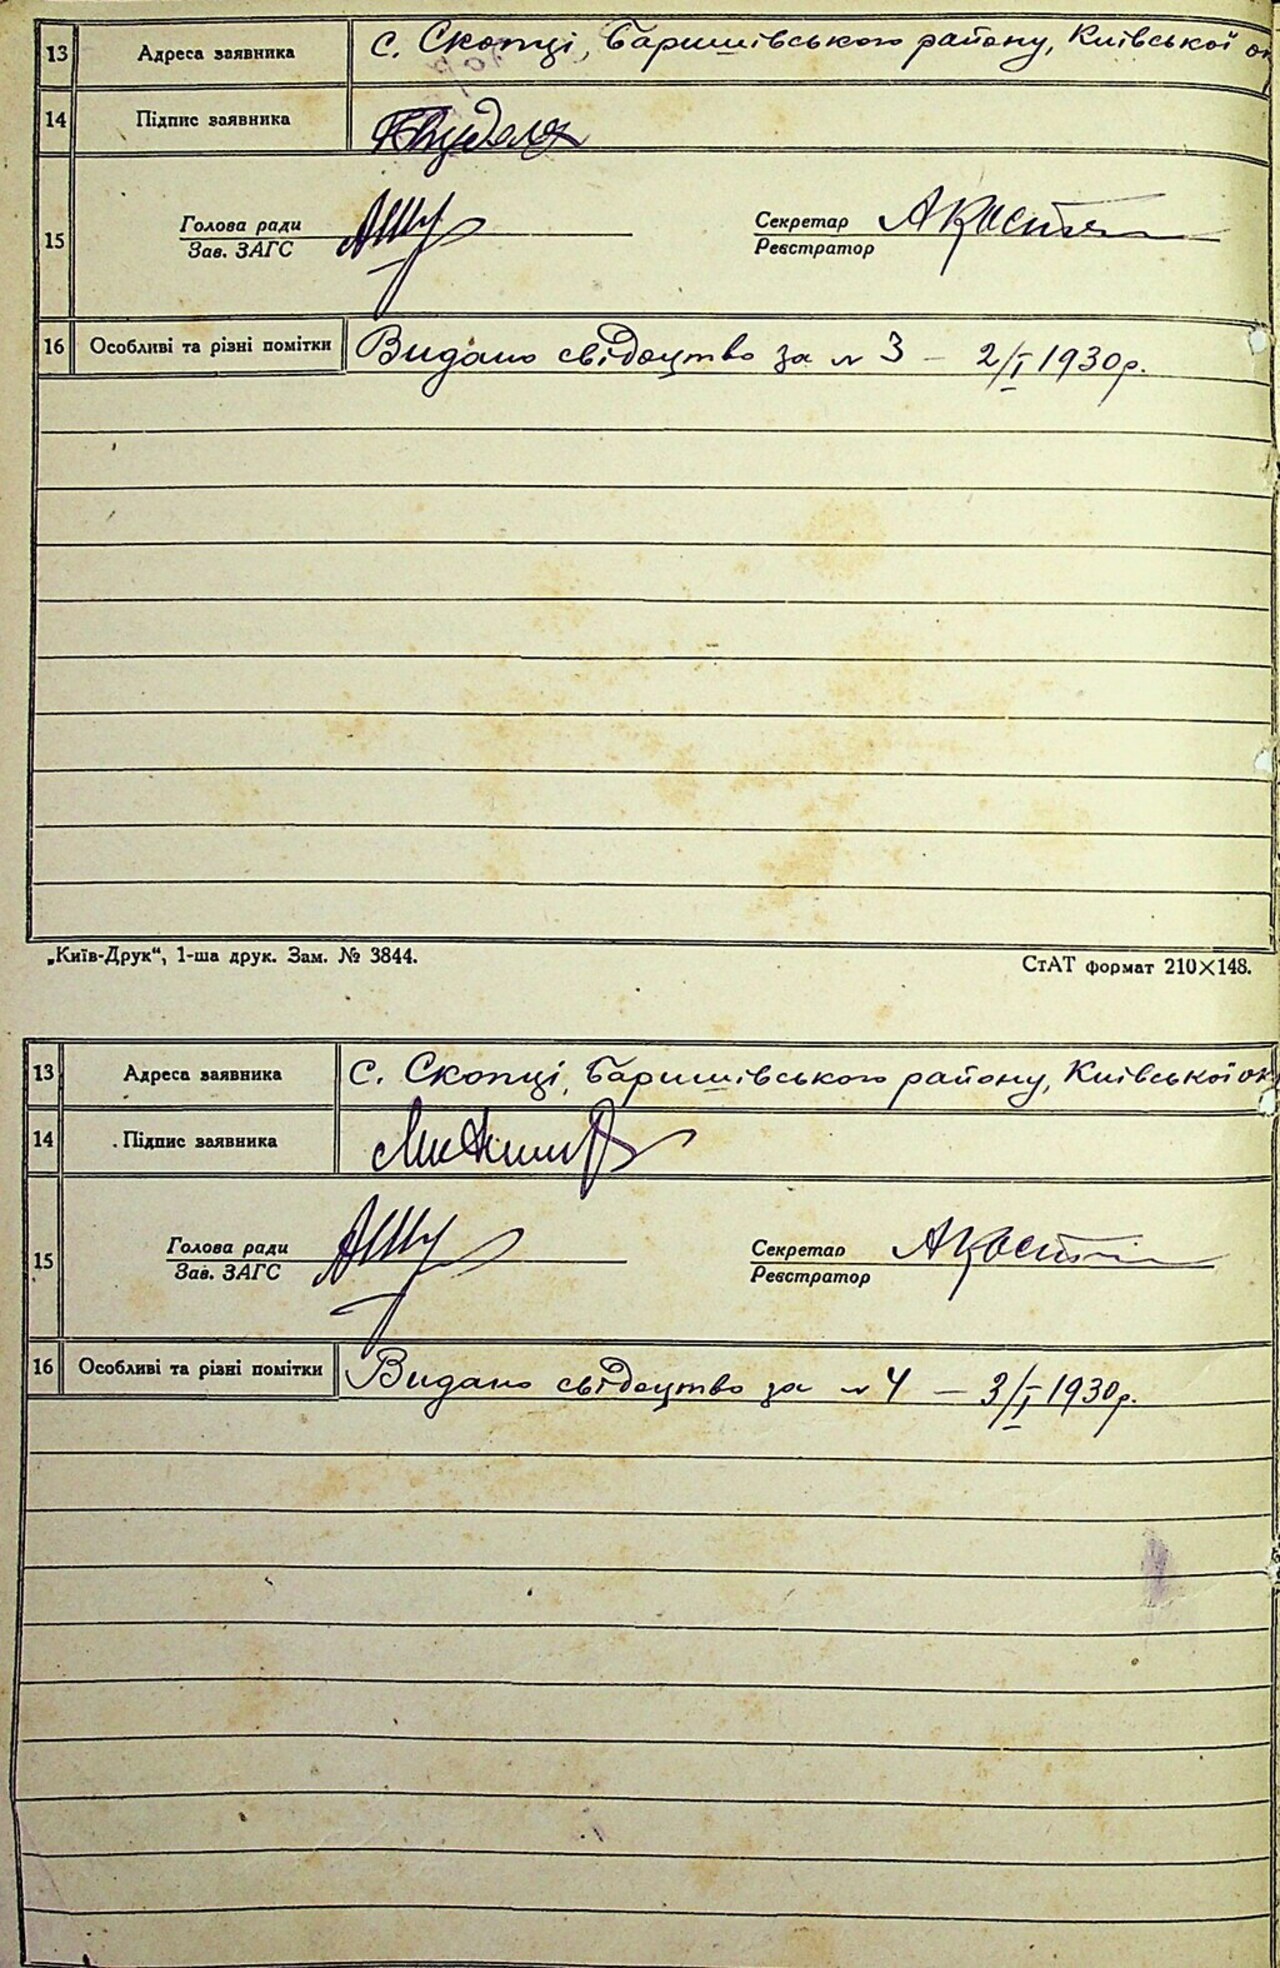 13 Адреса заявника с. Скопці, Баришівського району, Київської ок
14 Підпис заявника
Голова ради Секретар
15 Зав. ЗАГС Реєстратор
16 Особливі та різні помітки Видано свідоцтво за № 3 — 2/I 1930 р.
„Київ-Друк“, 1-ша друк. Зам. № 3844. СтАТ формат 210×148.
13 Адреса заявника с. Скопці, Баришівського району, Київської ок
14 Підпис заявника
Голова ради Секретар
15 Зав. ЗАГС Реєстратор
16 Особливі та різні помітки Видано свідоцтво за № 4 — 3/I 1930 р.